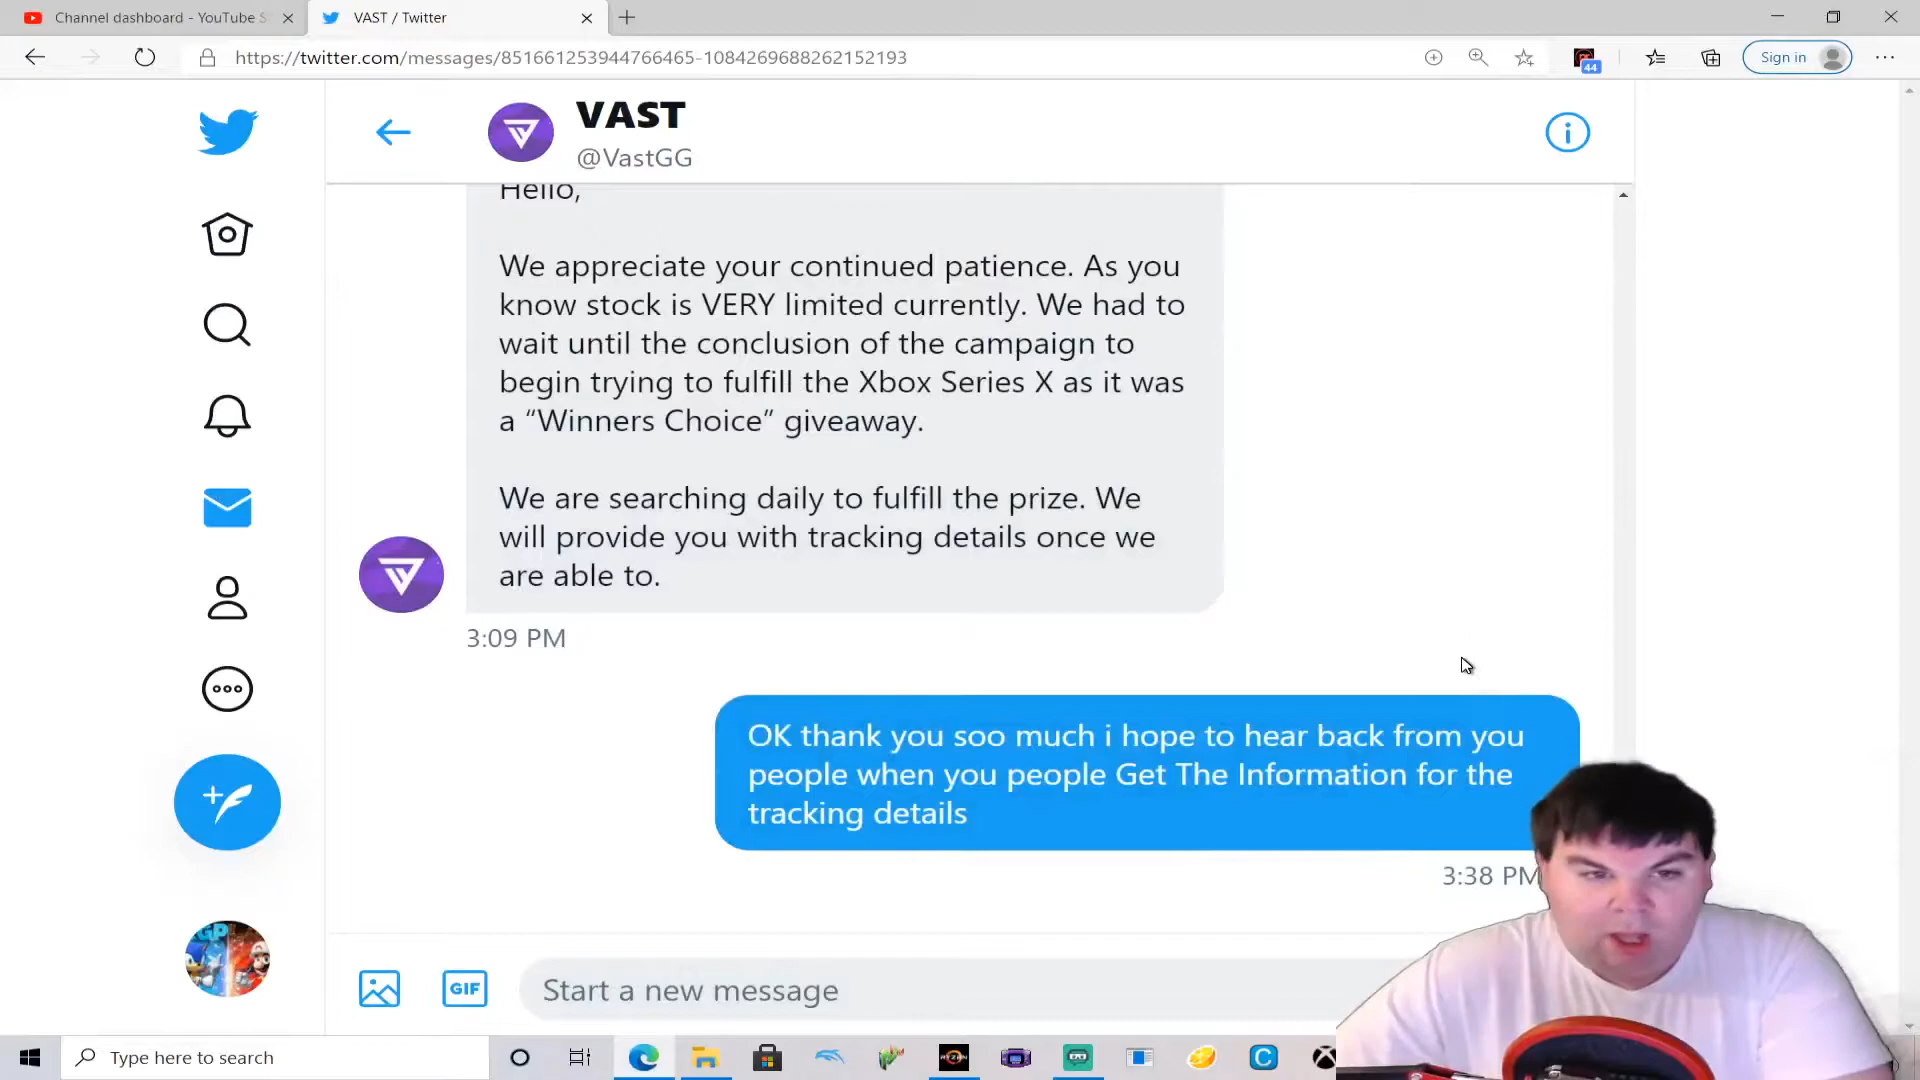 Channel dashboard - YouTube S
VAST / Twitter
https://twitter.com/messages/851661253944766465-1084269688262152193
44
Sign in
VAST
@VastGG
Hello,
We appreciate your continued patience. As you
know stock is VERY limited currently. We had to
wait until the conclusion of the campaign to
begin trying to fulfill the Xbox Series X as it was
a “Winners Choice” giveaway.
We are searching daily to fulfill the prize. We
will provide you with tracking details once we
are able to.
3:09 PM
OK thank you soo much i hope to hear back from you
people when you people Get The Information for the
tracking details
3:38 PM
GIF
Start a new message
Type here to search
RYZEN